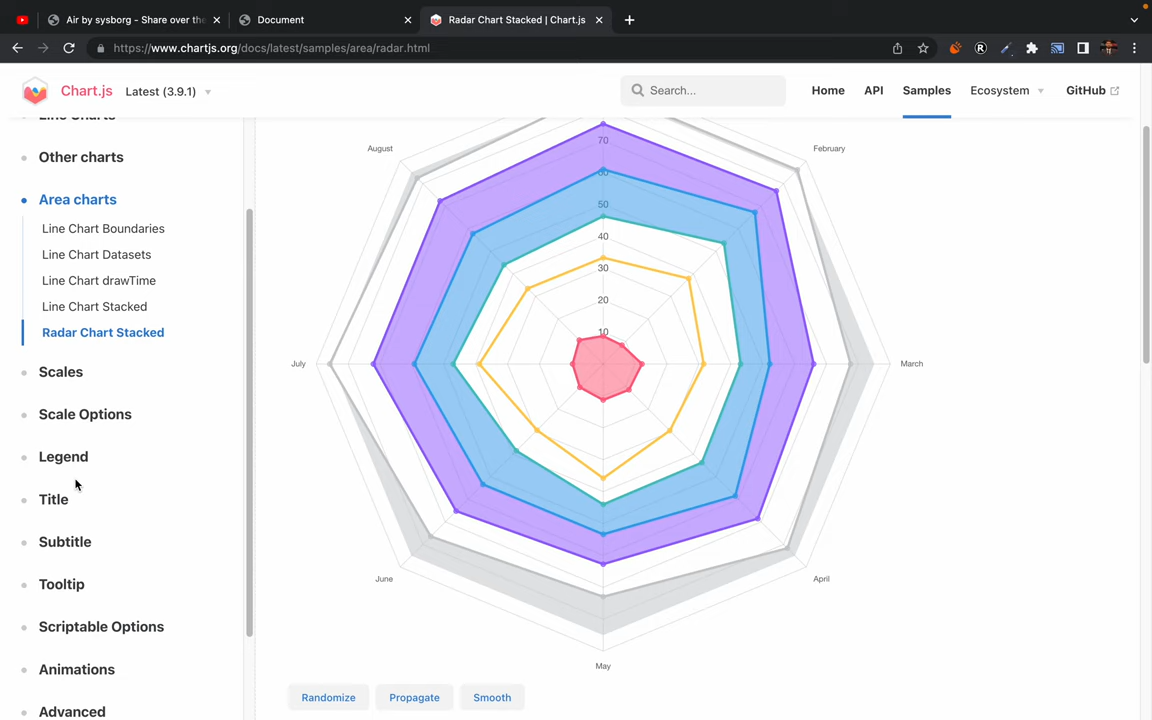 Air by sysborg - Share over the
Document
Radar Chart Stacked | Chart.js
https://www.chartjs.org/docs/latest/samples/area/radar.html
Chart.js
Latest (3.9.1)
Search...
Home
API
Samples
Ecosystem
GitHub
Line Charts
Other charts
Area charts
Line Chart Boundaries
Line Chart Datasets
Line Chart drawTime
Line Chart Stacked
Radar Chart Stacked
Scales
Scale Options
Legend
Title
Subtitle
Tooltip
Scriptable Options
Animations
Advanced
70
60
50
40
30
20
10
August
February
July
March
June
April
May
Randomize
Propagate
Smooth